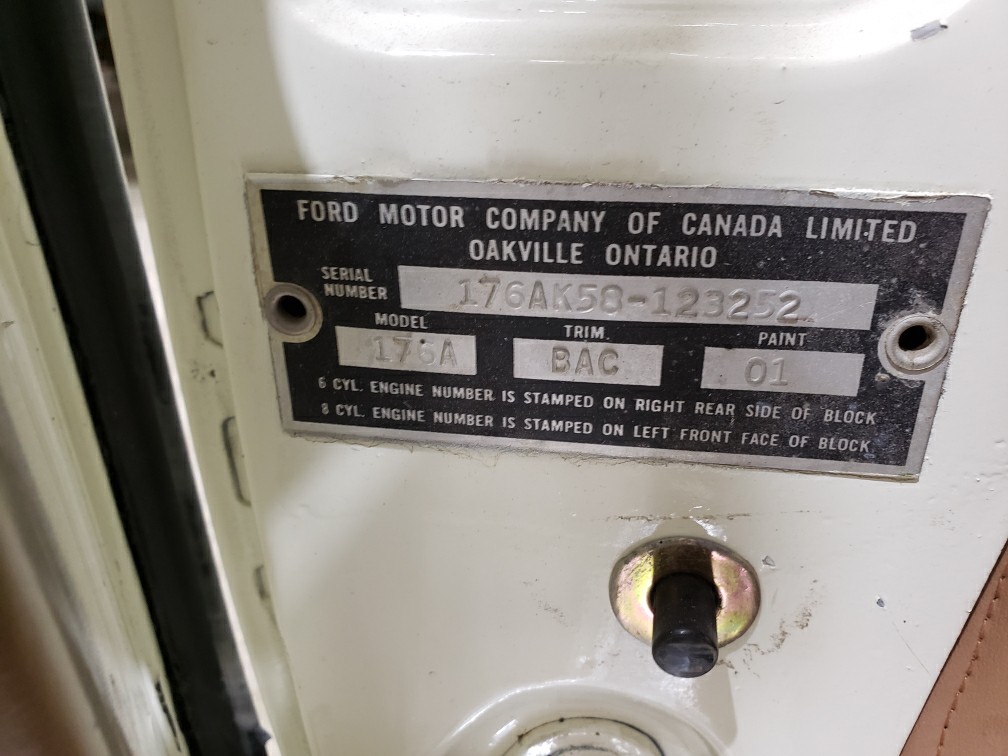 FORD MOTOR COMPANY OF CANADA LIMITED
OAKVILLE ONTARIO
SERIAL NUMBER 176AK58-123252
MODEL TRIM. PAINT
176A BAC 01
6 CYL. ENGINE NUMBER IS STAMPED ON RIGHT REAR SIDE OF BLOCK
8 CYL. ENGINE NUMBER IS STAMPED ON LEFT FRONT FACE OF BLOCK